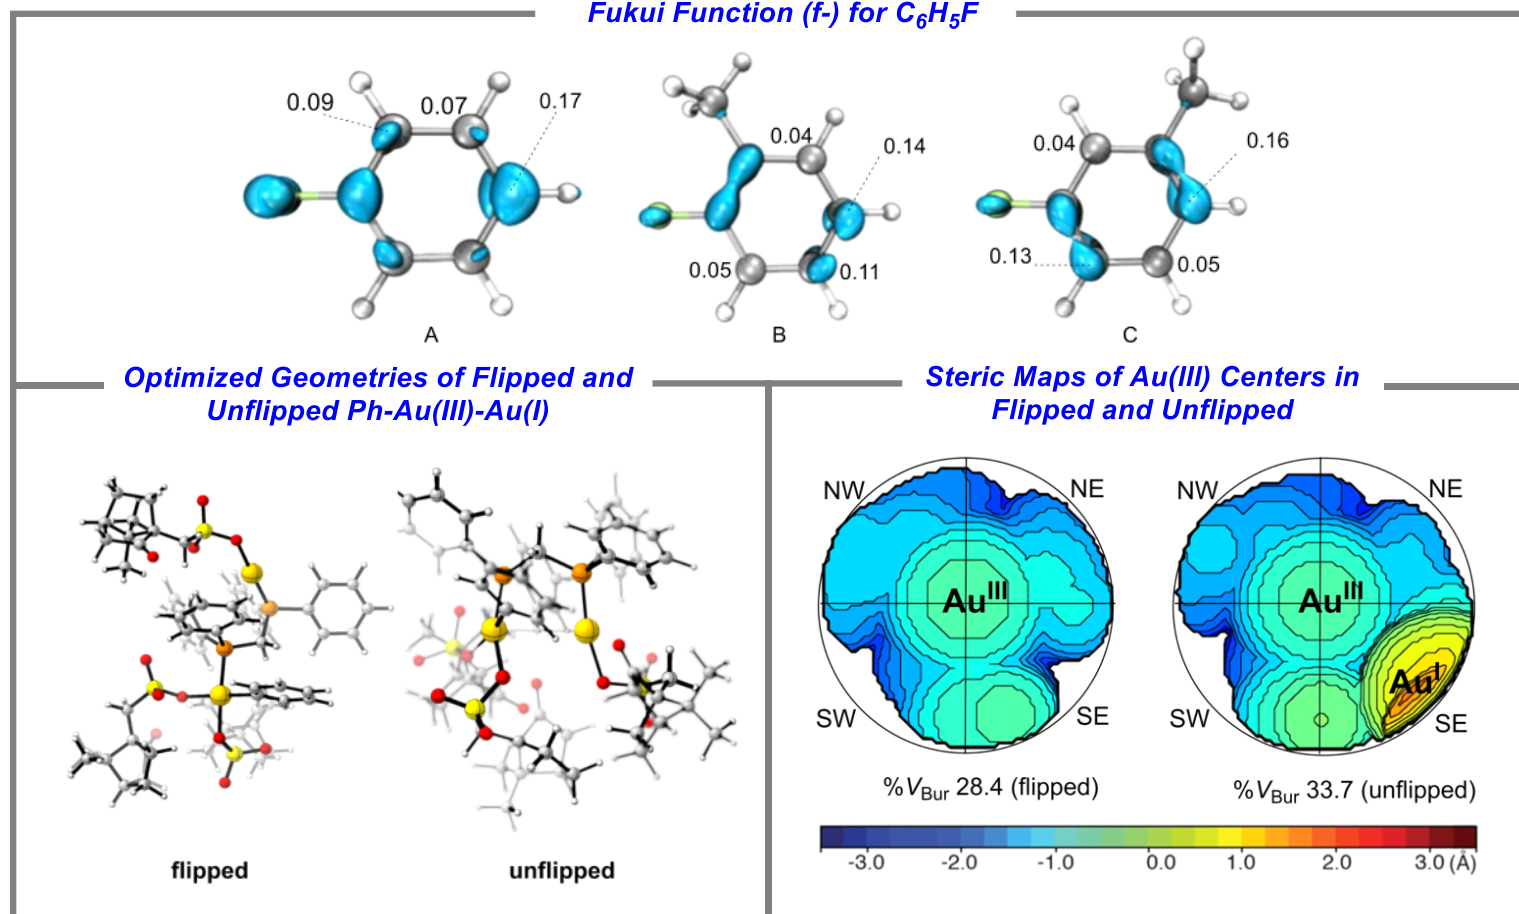 Fukui Function (f-) for C6H5F
0.09
0.07
0.17
A
0.04
0.14
0.05
0.11
B
0.04
0.16
0.13
0.05
C
Optimized Geometries of Flipped and
Unflipped Ph-Au(III)-Au(I)
flipped
unflipped
Steric Maps of Au(III) Centers in
Flipped and Unflipped
NW
NE
AuIII
SW
SE
%VBur 28.4 (flipped)
NW
NE
AuIII
AuI
SW
SE
%VBur 33.7 (unflipped)
-3.0 -2.0 -1.0 0.0 1.0 2.0 3.0 (Å)